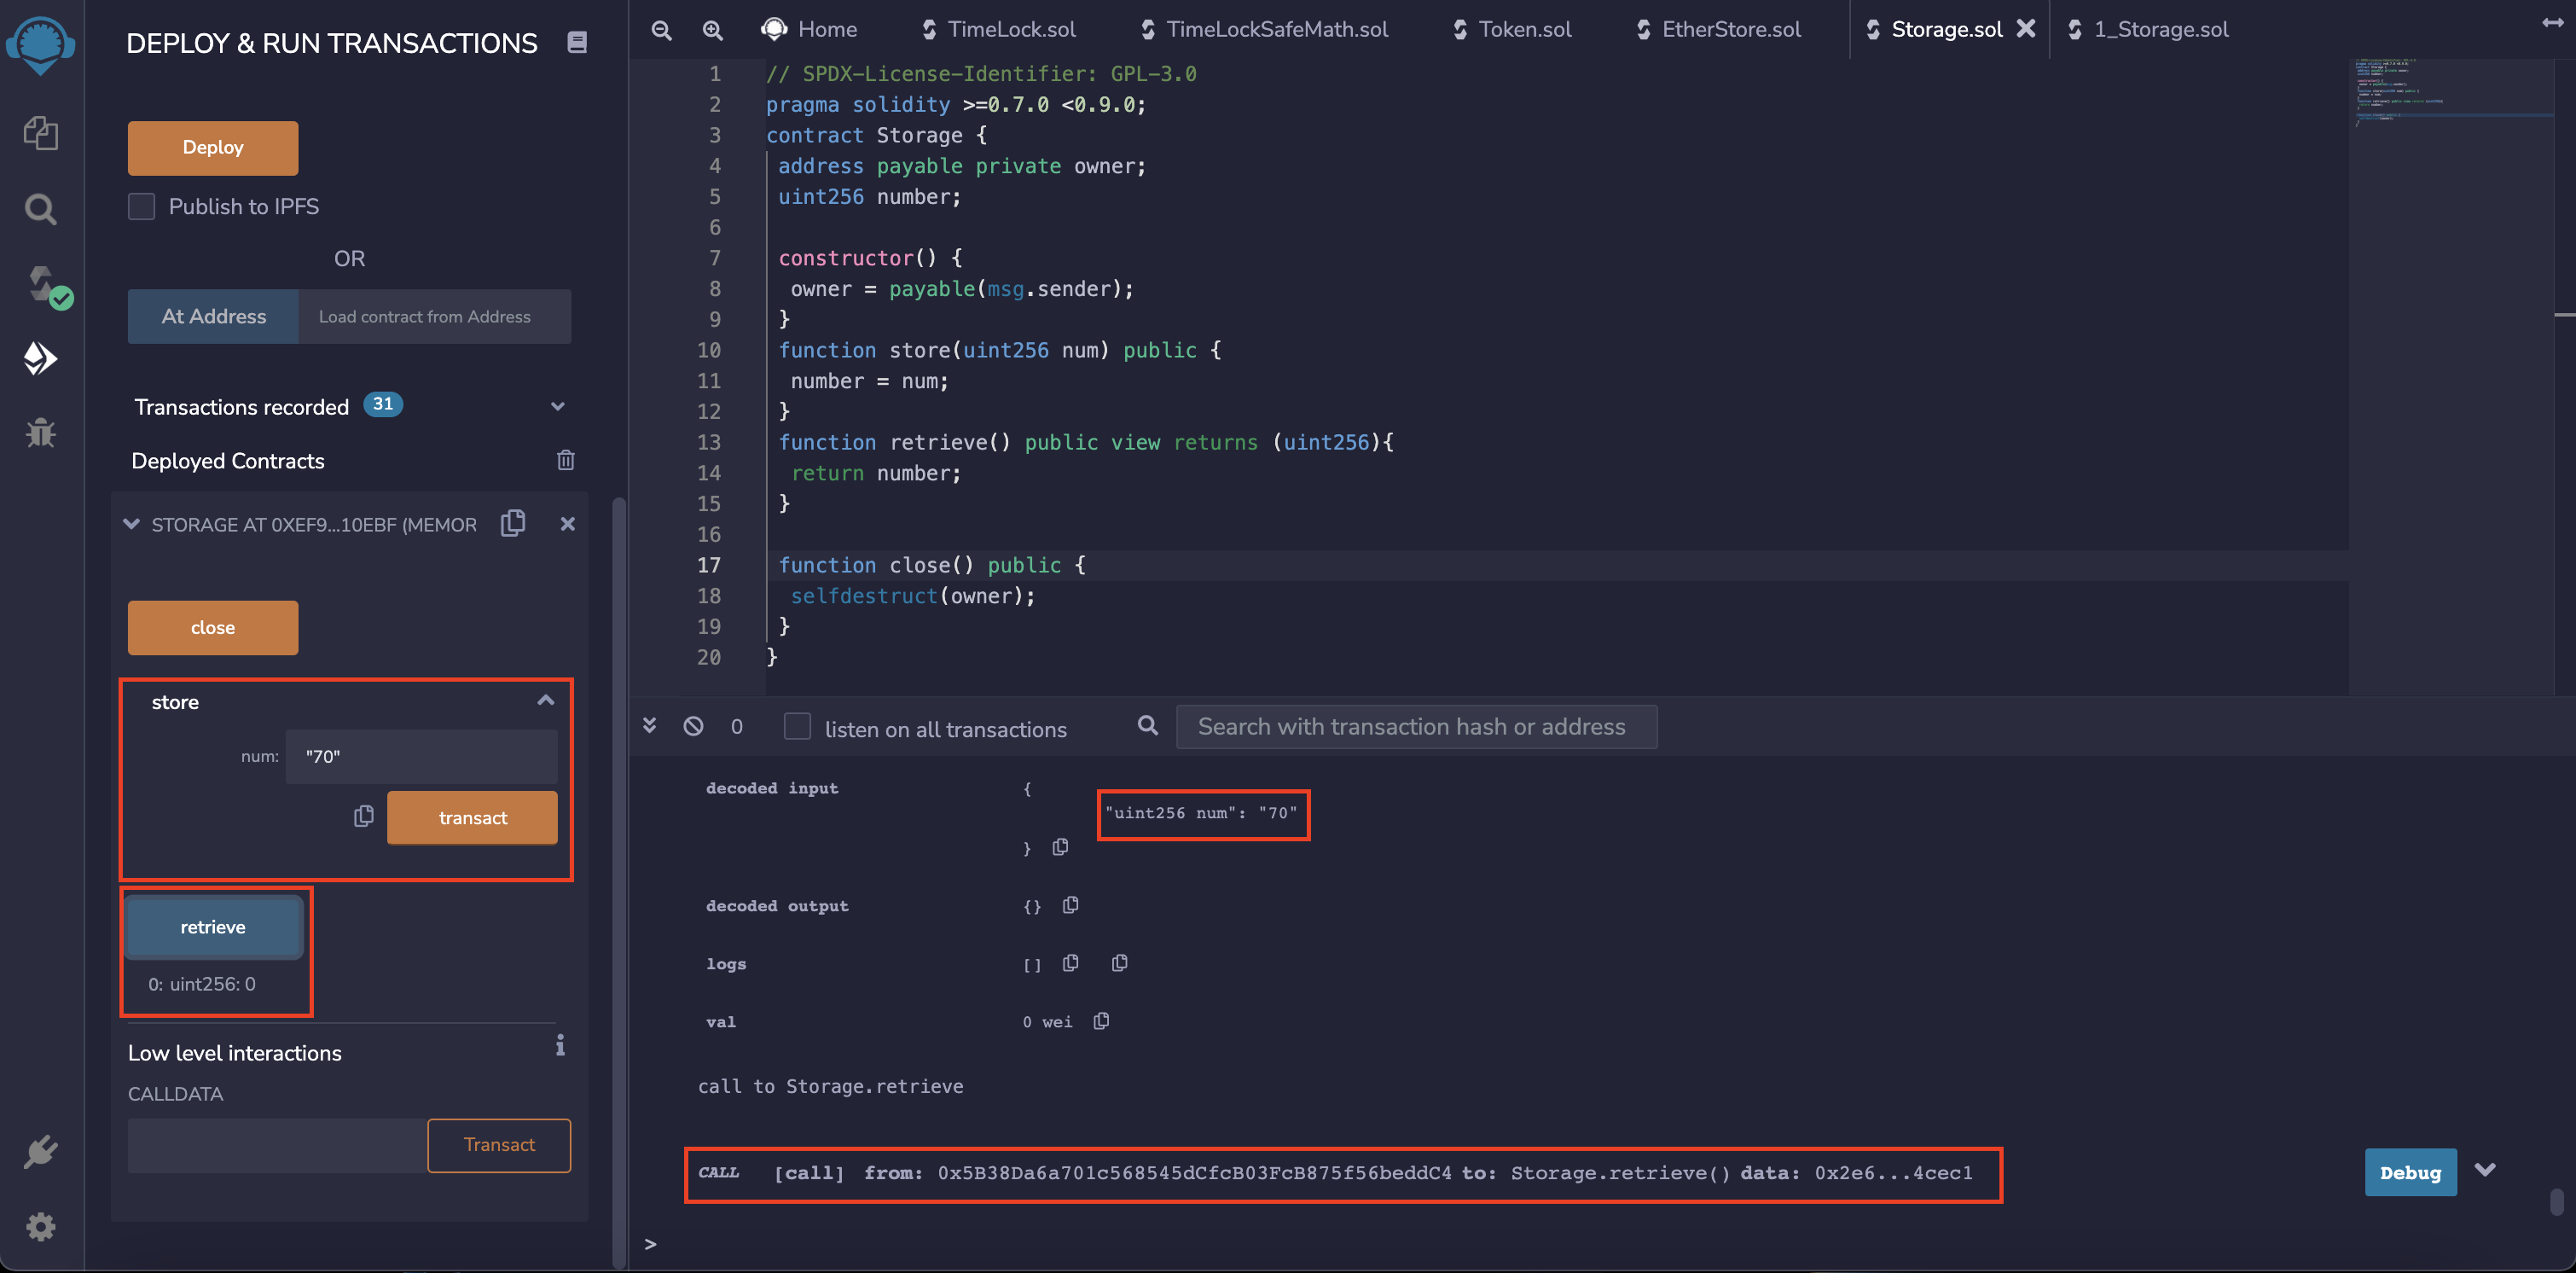 DEPLOY & RUN TRANSACTIONS
Deploy
Publish to IPFS
OR
At Address
Load contract from Address
Transactions recorded 31
Deployed Contracts
STORAGE AT 0XEF9...10EBF (MEMOR
close
store
num: "70"
transact
retrieve
0: uint256: 0
Low level interactions
i
CALLDATA
Transact
Home TimeLock.sol TimeLockSafeMath.sol Token.sol EtherStore.sol Storage.sol 1_Storage.sol
1 // SPDX-License-Identifier: GPL-3.0
2 pragma solidity >=0.7.0 <0.9.0;
3 contract Storage {
4 address payable private owner;
5 uint256 number;
6
7 constructor() {
8 owner = payable(msg.sender);
9 }
10 function store(uint256 num) public {
11 number = num;
12 }
13 function retrieve() public view returns (uint256){
14 return number;
15 }
16
17 function close() public {
18 selfdestruct(owner);
19 }
20 }
0 listen on all transactions Search with transaction hash or address
decoded input {
"uint256 num": "70"
}
decoded output {}
logs []
val 0 wei
call to Storage.retrieve
CALL [call] from: 0x5B38Da6a701c568545dCfcB03FcB875f56beddC4 to: Storage.retrieve() data: 0x2e6...4cec1
Debug
>